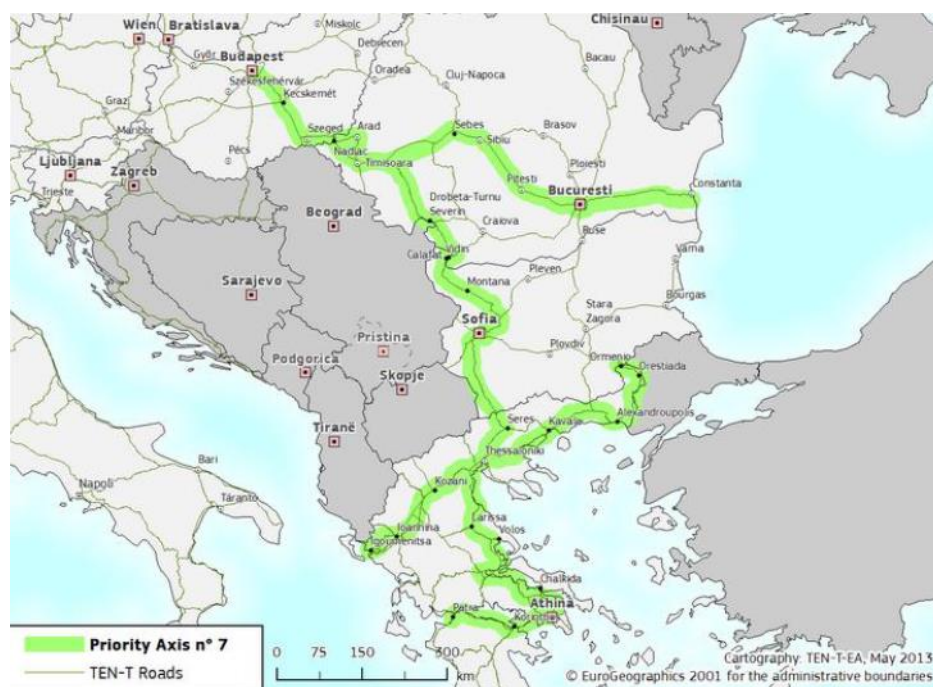 Chisinau
Wien Bratislava
Miskolc
Budapest
Győr
Debrecen
Bacau
Székesfehérvár
Oradea
Cluj-Napoca
Kecskemét
Graz
Maribor
Szeged
Arad
Sebes
Sibiu
Brasov
Pécs
Nadlac
Timisoara
Ljubljana
Zagreb
Trieste
Ploiesti
Pitesti
Constanta
Bucuresti
Drobeta-Turnu
Severin
Craiova
Beograd
Ruse
Vidin
Calafat
Varna
Pleven
Montana
Sarajevo
Bourgas
Stara
Zagora
Sofia
Pristina
Plovdiv
Ormenio
Orestiada
Podgorica
Skopje
Tiranë
Seres
Kavala
Alexandroupolis
Thessaloniki
Bari
Napoli
Taranto
Kozani
Ioannina
Igoumenitsa
Larissa
Volos
Chalkida
Athina
Patra
Korinthos
Priority Axis n° 7
TEN-T Roads
0 75 150 300
km
Cartography: TEN-T-EA, May 2013
© EuroGeographics 2001 for the administrative boundaries